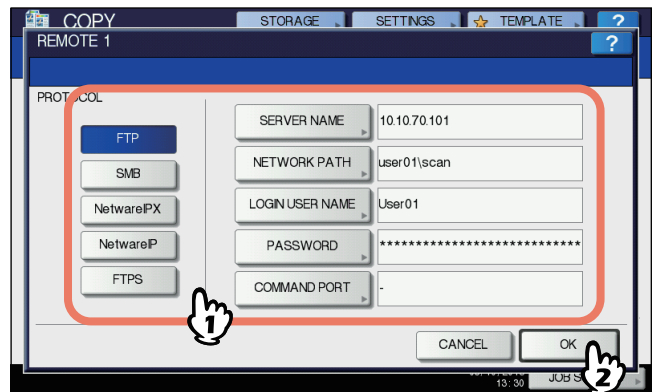 COPY STORAGE SETTINGS TEMPLATE ?
REMOTE 1 ?
PROTOCOL
FTP
SMB
NetwareIPX
NetwareIP
FTPS
SERVER NAME 10.10.70.101
NETWORK PATH user01\scan
LOGIN USER NAME User01
PASSWORD ****************************
COMMAND PORT -
1
CANCEL OK
2
13:30 JOB S